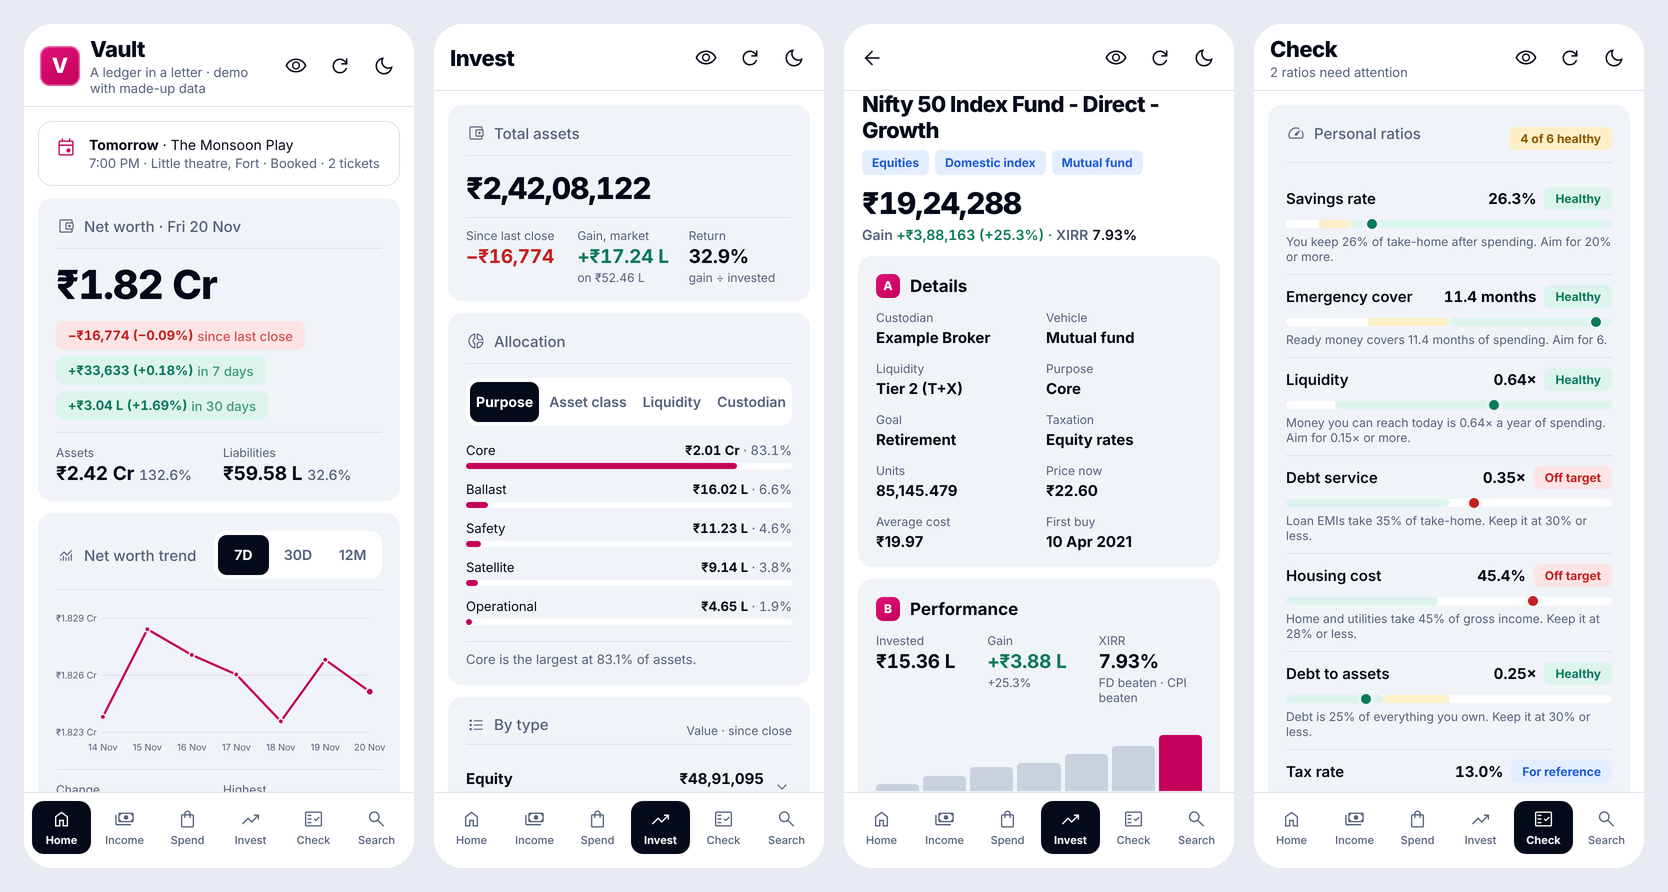 V
Vault
A ledger in a letter · demo
with made-up data
Tomorrow · The Monsoon Play
7:00 PM · Little theatre, Fort · Booked · 2 tickets
Net worth · Fri 20 Nov
₹1.82 Cr
−₹16,774 (−0.09%) since last close
+₹33,633 (+0.18%) in 7 days
+₹3.04 L (+1.69%) in 30 days
Assets
₹2.42 Cr 132.6%
Liabilities
₹59.58 L 32.6%
Net worth trend
7D 30D 12M
₹1.829 Cr
₹1.826 Cr
₹1.823 Cr
14 Nov 15 Nov 16 Nov 17 Nov 18 Nov 19 Nov 20 Nov
Change Highest
Home Income Spend Invest Check Search
Invest
Total assets
₹2,42,08,122
Since last close
−₹16,774
Gain, market
+₹17.24 L
on ₹52.46 L
Return
32.9%
gain ÷ invested
Allocation
Purpose Asset class Liquidity Custodian
Core ₹2.01 Cr · 83.1%
Ballast ₹16.02 L · 6.6%
Safety ₹11.23 L · 4.6%
Satellite ₹9.14 L · 3.8%
Operational ₹4.65 L · 1.9%
Core is the largest at 83.1% of assets.
By type Value · since close
Equity ₹48,91,095
Home Income Spend Invest Check Search
Nifty 50 Index Fund - Direct -
Growth
Equities Domestic index Mutual fund
₹19,24,288
Gain +₹3,88,163 (+25.3%) · XIRR 7.93%
A Details
Custodian
Example Broker
Vehicle
Mutual fund
Liquidity
Tier 2 (T+X)
Purpose
Core
Goal
Retirement
Taxation
Equity rates
Units
85,145.479
Price now
₹22.60
Average cost
₹19.97
First buy
10 Apr 2021
B Performance
Invested
₹15.36 L
Gain
+₹3.88 L
+25.3%
XIRR
7.93%
FD beaten · CPI
beaten
Home Income Spend Invest Check Search
Check
2 ratios need attention
Personal ratios 4 of 6 healthy
Savings rate 26.3% Healthy
You keep 26% of take-home after spending. Aim for 20%
or more.
Emergency cover 11.4 months Healthy
Ready money covers 11.4 months of spending. Aim for 6.
Liquidity 0.64× Healthy
Money you can reach today is 0.64× a year of spending.
Aim for 0.15× or more.
Debt service 0.35× Off target
Loan EMIs take 35% of take-home. Keep it at 30% or
less.
Housing cost 45.4% Off target
Home and utilities take 45% of gross income. Keep it at
28% or less.
Debt to assets 0.25× Healthy
Debt is 25% of everything you own. Keep it at 30% or
less.
Tax rate 13.0% For reference
Home Income Spend Invest Check Search